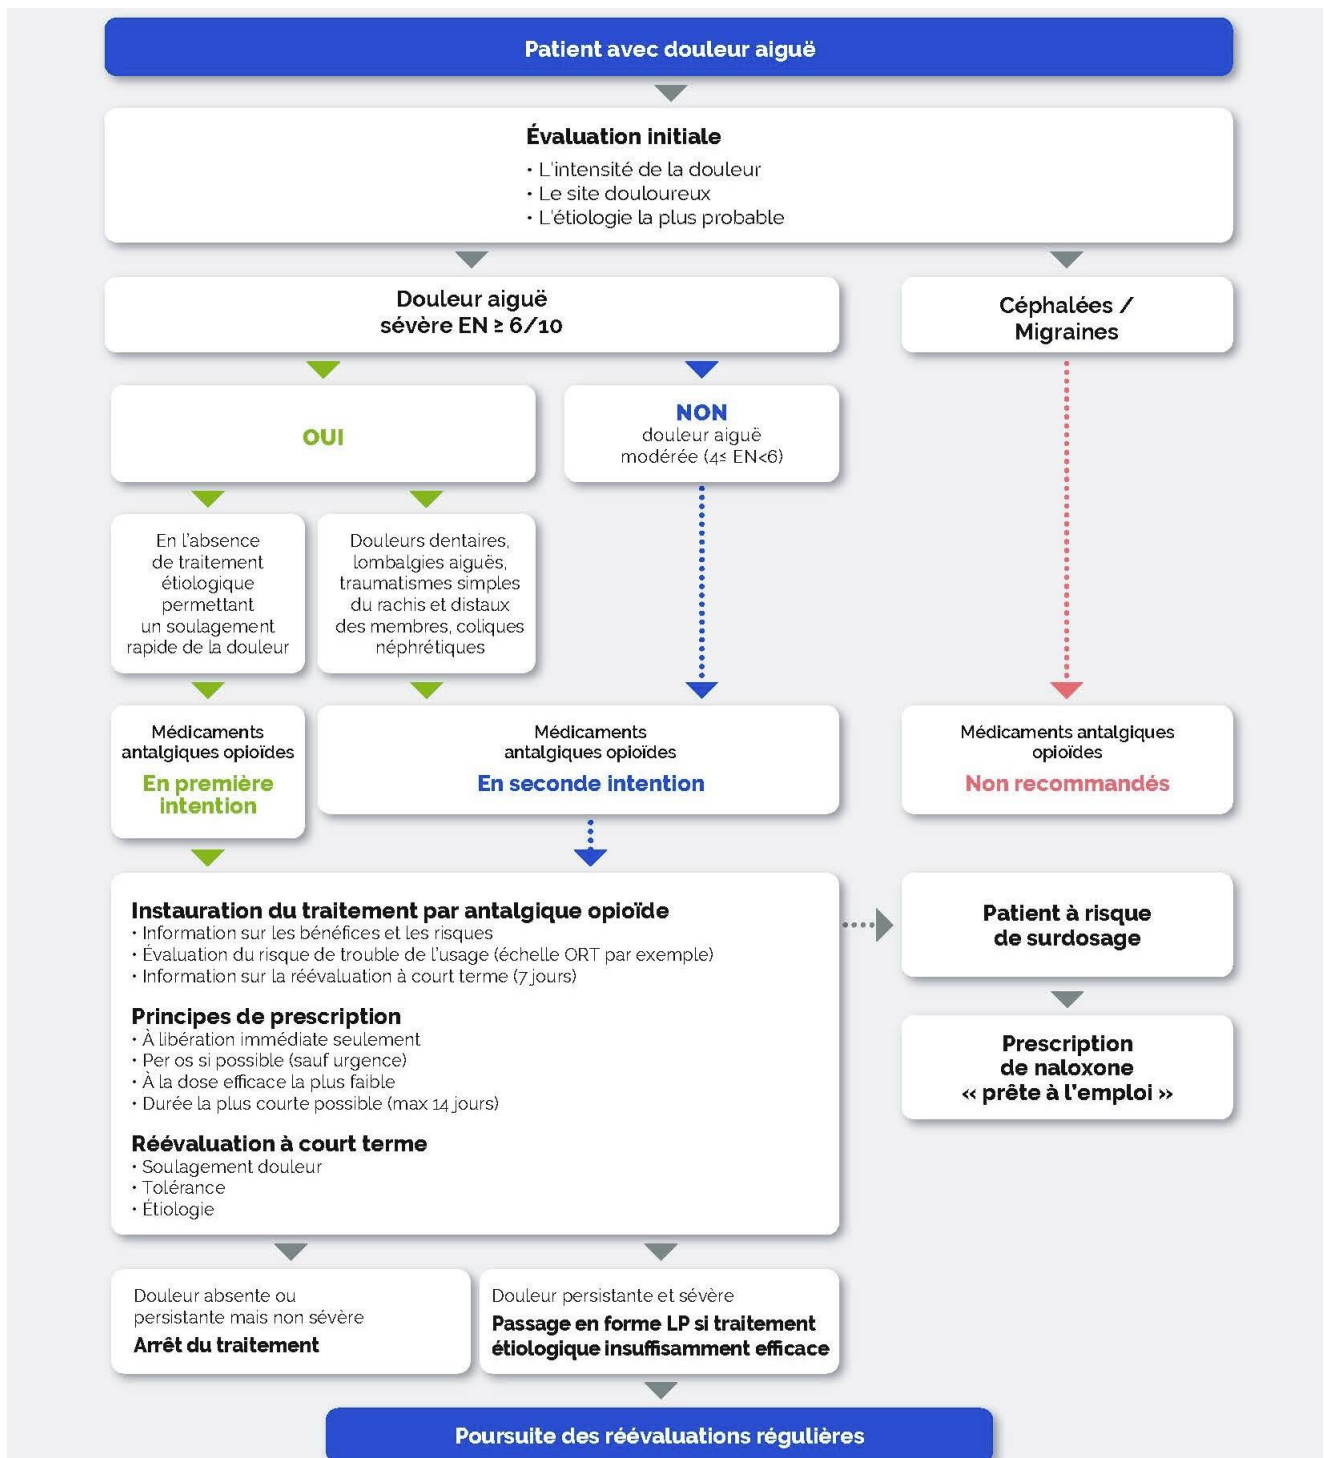 Patient avec douleur aiguë
Évaluation initiale
• L'intensité de la douleur
• Le site douloureux
• L'étiologie la plus probable
Douleur aiguë
sévère EN ≥ 6/10
Céphalées /
Migraines
OUI
NON
douleur aiguë
modérée (4≤ EN<6)
En l'absence
de traitement
étiologique
permettant
un soulagement
rapide de la douleur
Douleurs dentaires,
lombalgies aiguës,
traumatismes simples
du rachis et distaux
des membres, coliques
néphrétiques
Médicaments
antalgiques opioïdes
En première
intention
Médicaments
antalgiques opioïdes
En seconde intention
Médicaments antalgiques
opioïdes
Non recommandés
Instauration du traitement par antalgique opioïde
• Information sur les bénéfices et les risques
• Évaluation du risque de trouble de l'usage (échelle ORT par exemple)
• Information sur la réévaluation à court terme (7 jours)
Principes de prescription
• À libération immédiate seulement
• Per os si possible (sauf urgence)
• À la dose efficace la plus faible
• Durée la plus courte possible (max 14 jours)
Réévaluation à court terme
• Soulagement douleur
• Tolérance
• Étiologie
Patient à risque
de surdosage
Prescription
de naloxone
« prête à l'emploi »
Douleur absente ou
persistante mais non sévère
Arrêt du traitement
Douleur persistante et sévère
Passage en forme LP si traitement
étiologique insuffisamment efficace
Poursuite des réévaluations régulières